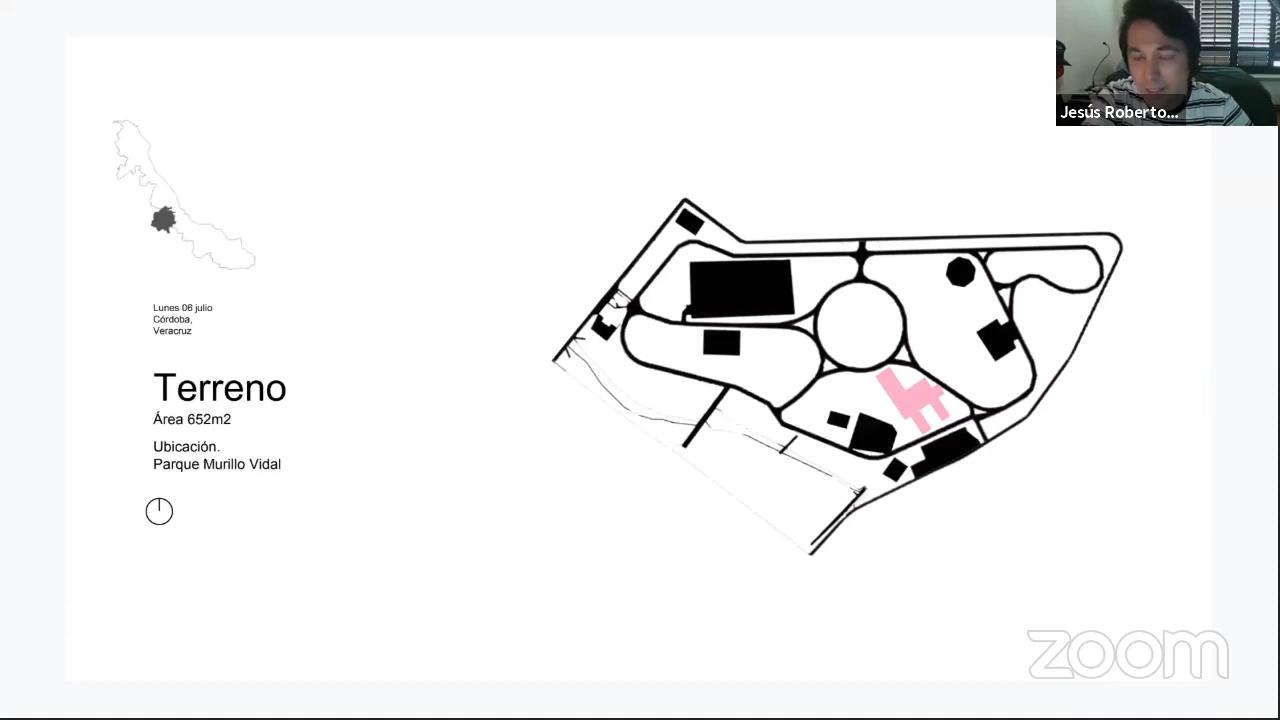 Jesús Roberto...
Lunes 06 julio
Córdoba,
Veracruz
Terreno
Área 652m2
Ubicación.
Parque Murillo Vidal
zoom